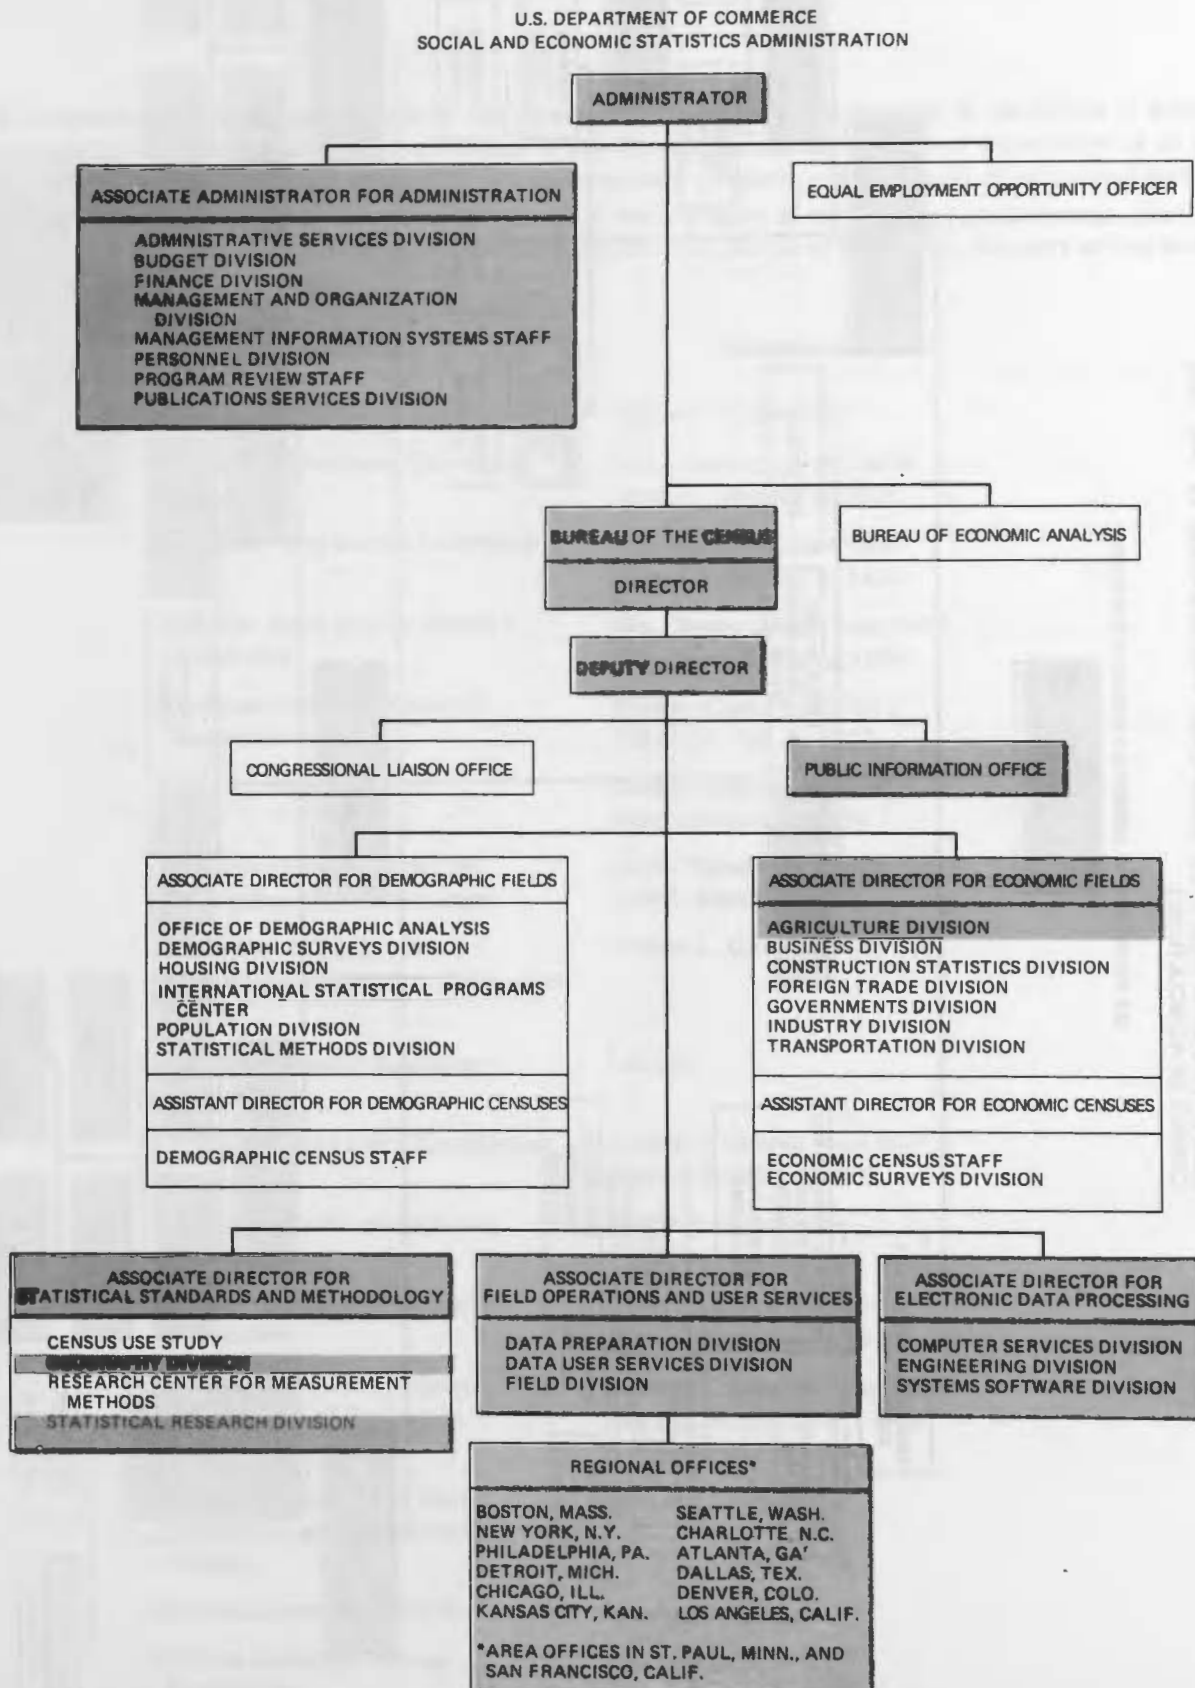 U.S. DEPARTMENT OF COMMERCE
SOCIAL AND ECONOMIC STATISTICS ADMINISTRATION
ADMINISTRATOR
ASSOCIATE ADMINISTRATOR FOR ADMINISTRATION
ADMINISTRATIVE SERVICES DIVISION
BUDGET DIVISION
FINANCE DIVISION
MANAGEMENT AND ORGANIZATION
DIVISION
MANAGEMENT INFORMATION SYSTEMS STAFF
PERSONNEL DIVISION
PROGRAM REVIEW STAFF
PUBLICATIONS SERVICES DIVISION
EQUAL EMPLOYMENT OPPORTUNITY OFFICER
BUREAU OF THE CENSUS
DIRECTOR
BUREAU OF ECONOMIC ANALYSIS
DEPUTY DIRECTOR
CONGRESSIONAL LIAISON OFFICE
PUBLIC INFORMATION OFFICE
ASSOCIATE DIRECTOR FOR DEMOGRAPHIC FIELDS
OFFICE OF DEMOGRAPHIC ANALYSIS
DEMOGRAPHIC SURVEYS DIVISION
HOUSING DIVISION
INTERNATIONAL STATISTICAL PROGRAMS
CENTER
POPULATION DIVISION
STATISTICAL METHODS DIVISION
ASSISTANT DIRECTOR FOR DEMOGRAPHIC CENSUSES
DEMOGRAPHIC CENSUS STAFF
ASSOCIATE DIRECTOR FOR ECONOMIC FIELDS
AGRICULTURE DIVISION
BUSINESS DIVISION
CONSTRUCTION STATISTICS DIVISION
FOREIGN TRADE DIVISION
GOVERNMENTS DIVISION
INDUSTRY DIVISION
TRANSPORTATION DIVISION
ASSISTANT DIRECTOR FOR ECONOMIC CENSUSES
ECONOMIC CENSUS STAFF
ECONOMIC SURVEYS DIVISION
ASSOCIATE DIRECTOR FOR
STATISTICAL STANDARDS AND METHODOLOGY
CENSUS USE STUDY
GEOGRAPHY DIVISION
RESEARCH CENTER FOR MEASUREMENT
METHODS
STATISTICAL RESEARCH DIVISION
ASSOCIATE DIRECTOR FOR
FIELD OPERATIONS AND USER SERVICES
DATA PREPARATION DIVISION
DATA USER SERVICES DIVISION
FIELD DIVISION
ASSOCIATE DIRECTOR FOR
ELECTRONIC DATA PROCESSING
COMPUTER SERVICES DIVISION
ENGINEERING DIVISION
SYSTEMS SOFTWARE DIVISION
REGIONAL OFFICES*
BOSTON, MASS. SEATTLE, WASH.
NEW YORK, N.Y. CHARLOTTE, N.C.
PHILADELPHIA, PA. ATLANTA, GA'
DETROIT, MICH. DALLAS, TEX.
CHICAGO, ILL. DENVER, COLO.
KANSAS CITY, KAN. LOS ANGELES, CALIF.
*AREA OFFICES IN ST. PAUL, MINN., AND
SAN FRANCISCO, CALIF.